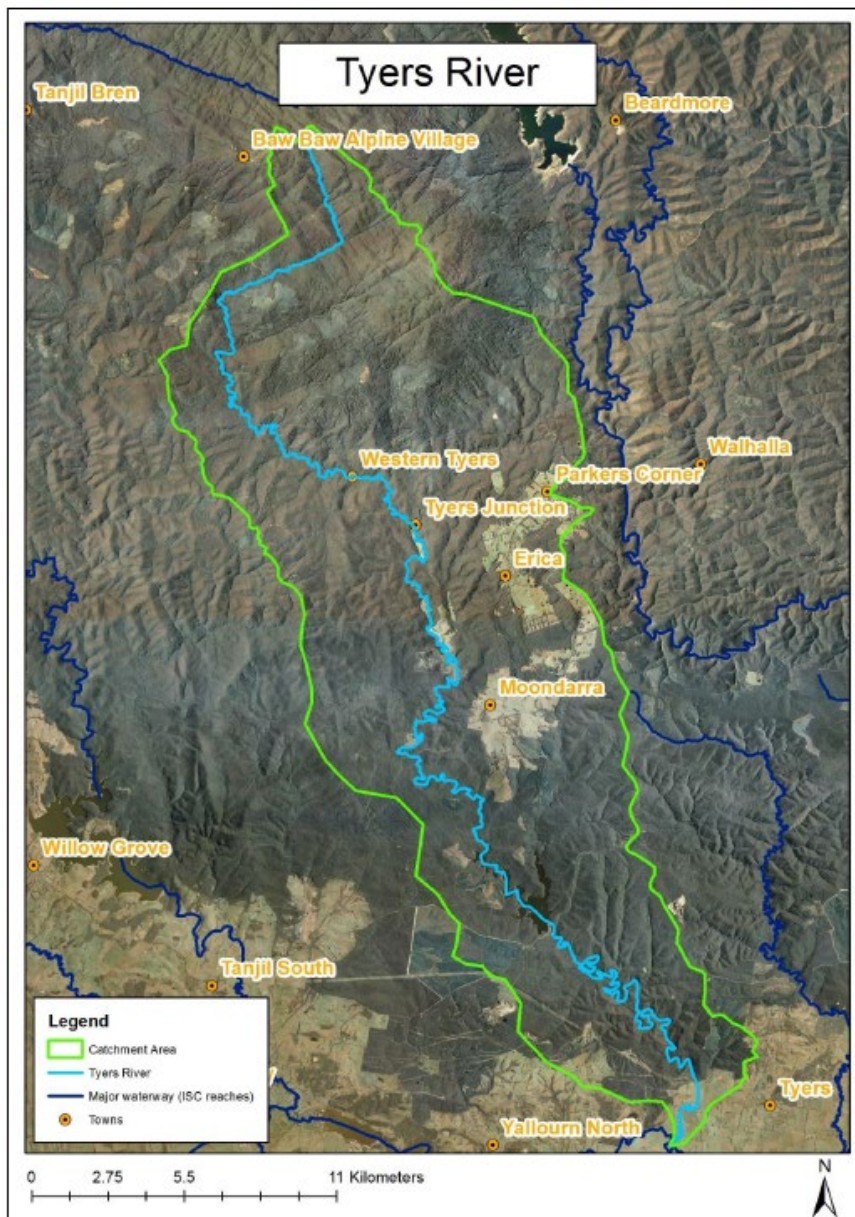 Tyers River
Tanjil Bren
Beardmore
Baw Baw Alpine Village
Walhalla
Western Tyers
Parkers Corner
Tyers Junction
Erica
Moondarra
Willow Grove
Tanjil South
Legend
Catchment Area
Tyers River
Major waterway (ISC reaches)
Towns
Tyers
Yallourn North
0 2.75 5.5 11 Kilometers
N